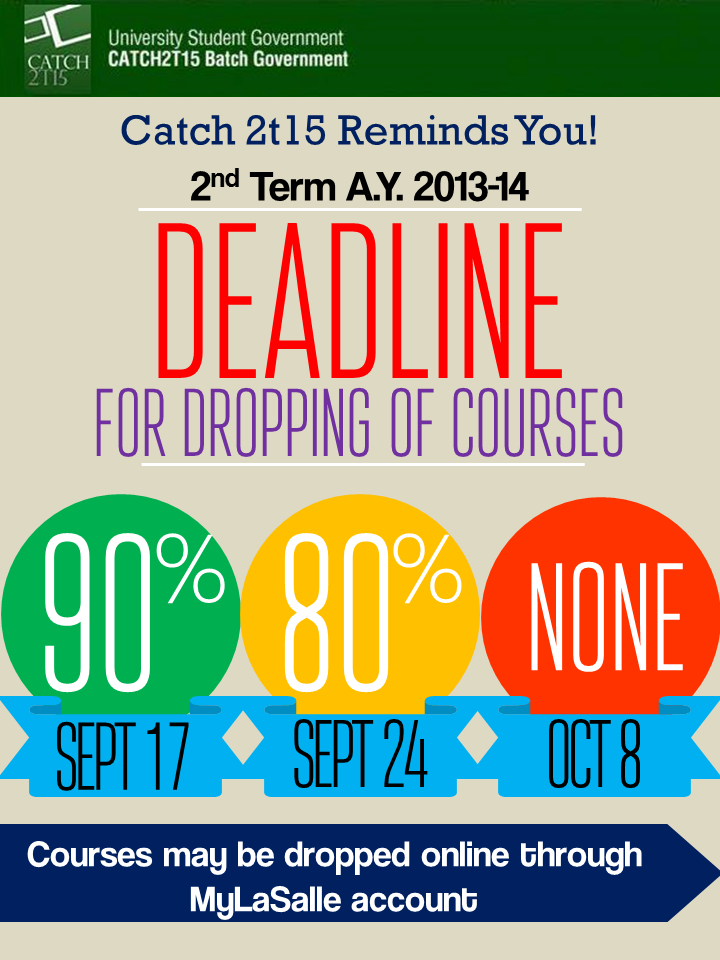 CATCH
2T15
University Student Government
CATCH2T15 Batch Government
Catch 2t15 Reminds You!
2nd Term A.Y. 2013-14
DEADLINE
FOR DROPPING OF COURSES
90% 80% NONE
SEPT 17 SEPT 24 OCT 8
Courses may be dropped online through
MyLaSalle account